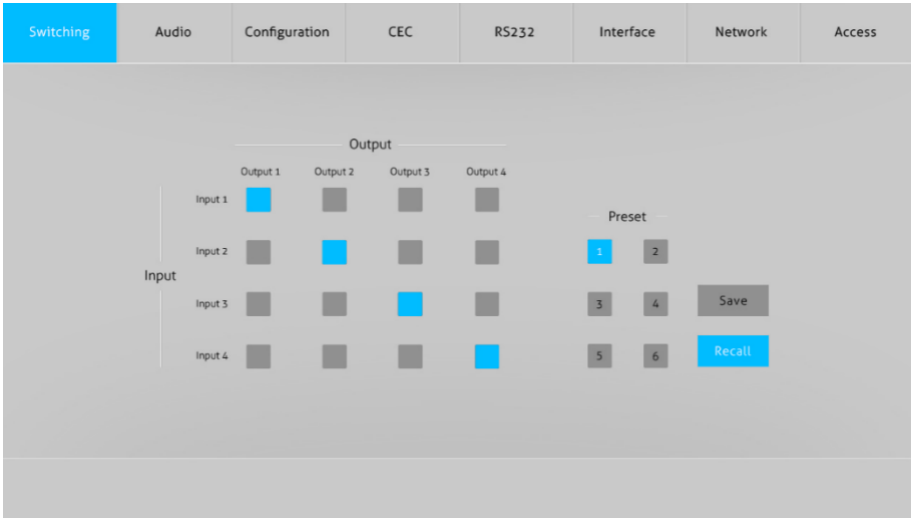 Switching Audio Configuration CEC RS232 Interface Network Access
Output
Output 1 Output 2 Output 3 Output 4
Input 1
Preset
Input 2
1 2
Input
Input 3
3 4
Save
Input 4
5 6
Recall